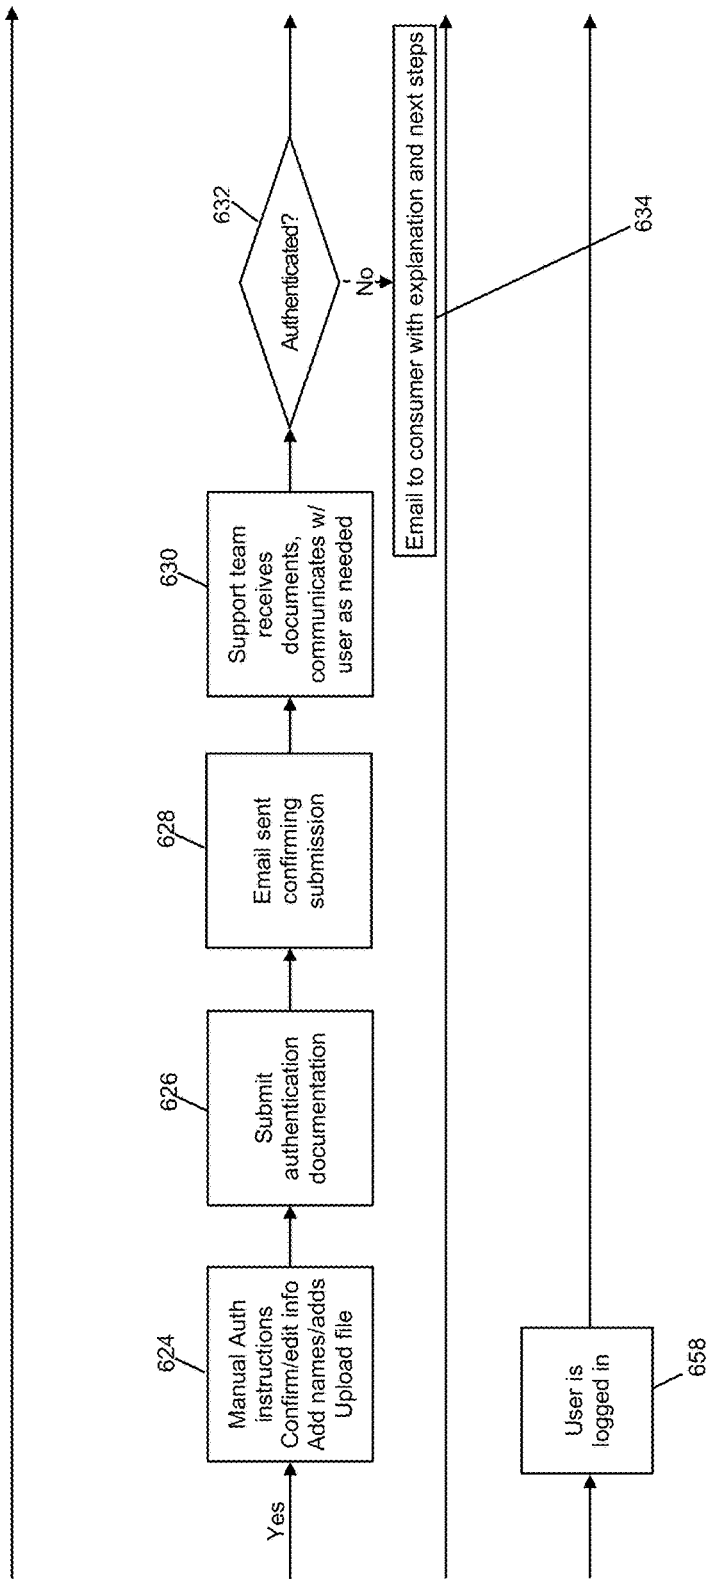 Yes
624
Manual Auth
instructions
Confirm/edit info
Add names/adds
Upload file
626
Submit
authentication
documentation
628
Email sent
confirming
submission
630
Support team
receives
documents,
communicates w/
user as needed
632
Authenticated?
No
Email to consumer with explanation and next steps
634
User is
logged in
658